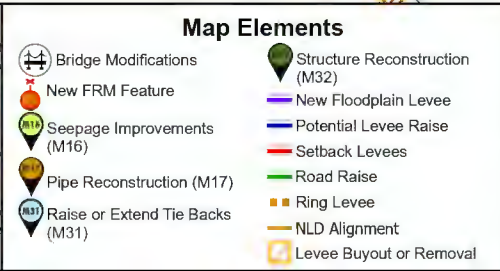 Map Elements
Bridge Modifications
New FRM Feature
M16
Seepage Improvements
(M16)
Pipe Reconstruction (M17)
M31
Raise or Extend Tie Backs
(M31)
Structure Reconstruction
(M32)
New Floodplain Levee
Potential Levee Raise
Setback Levees
Road Raise
Ring Levee
NLD Alignment
Levee Buyout or Removal